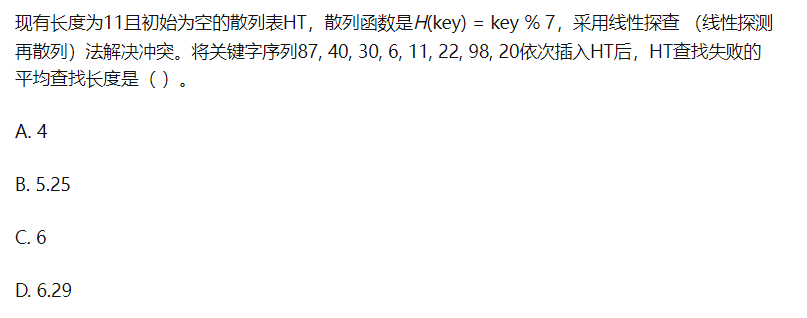 现有长度为11且初始为空的散列表HT，散列函数是H(key) = key % 7，采用线性探查 （线性探测
再散列）法解决冲突。将关键字序列87, 40, 30, 6, 11, 22, 98, 20依次插入HT后，HT查找失败的
平均查找长度是（ ）。
A. 4
B. 5.25
C. 6
D. 6.29